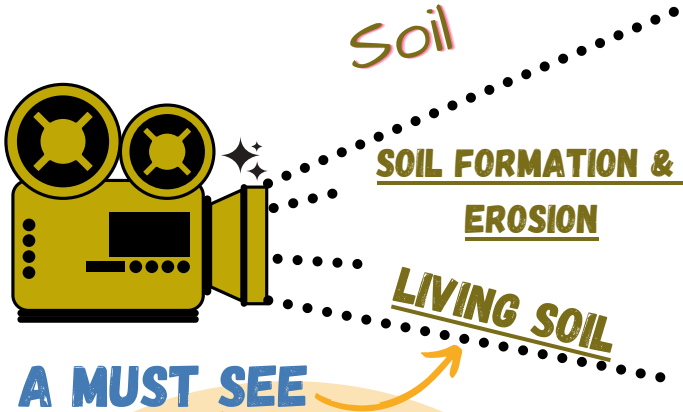 Soil
SOIL FORMATION &
EROSION
LIVING SOIL
A MUST SEE